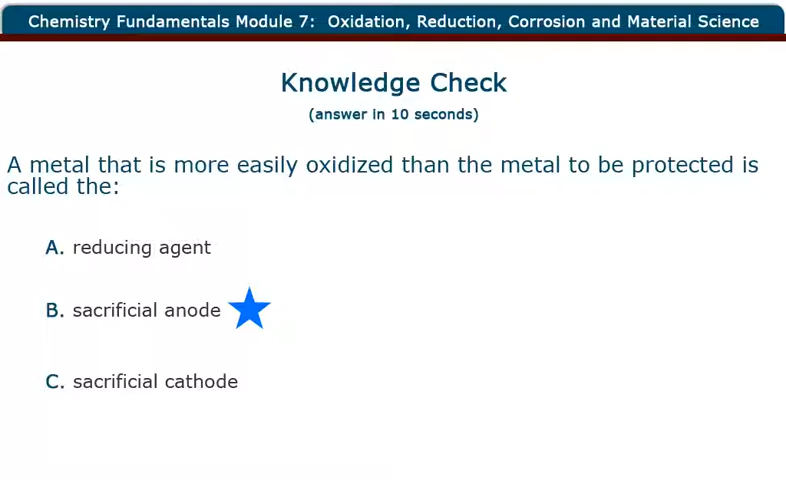 Chemistry Fundamentals Module 7: Oxidation, Reduction, Corrosion and Material Science
Knowledge Check
(answer in 10 seconds)
A metal that is more easily oxidized than the metal to be protected is
called the:
A. reducing agent
B. sacrificial anode
C. sacrificial cathode